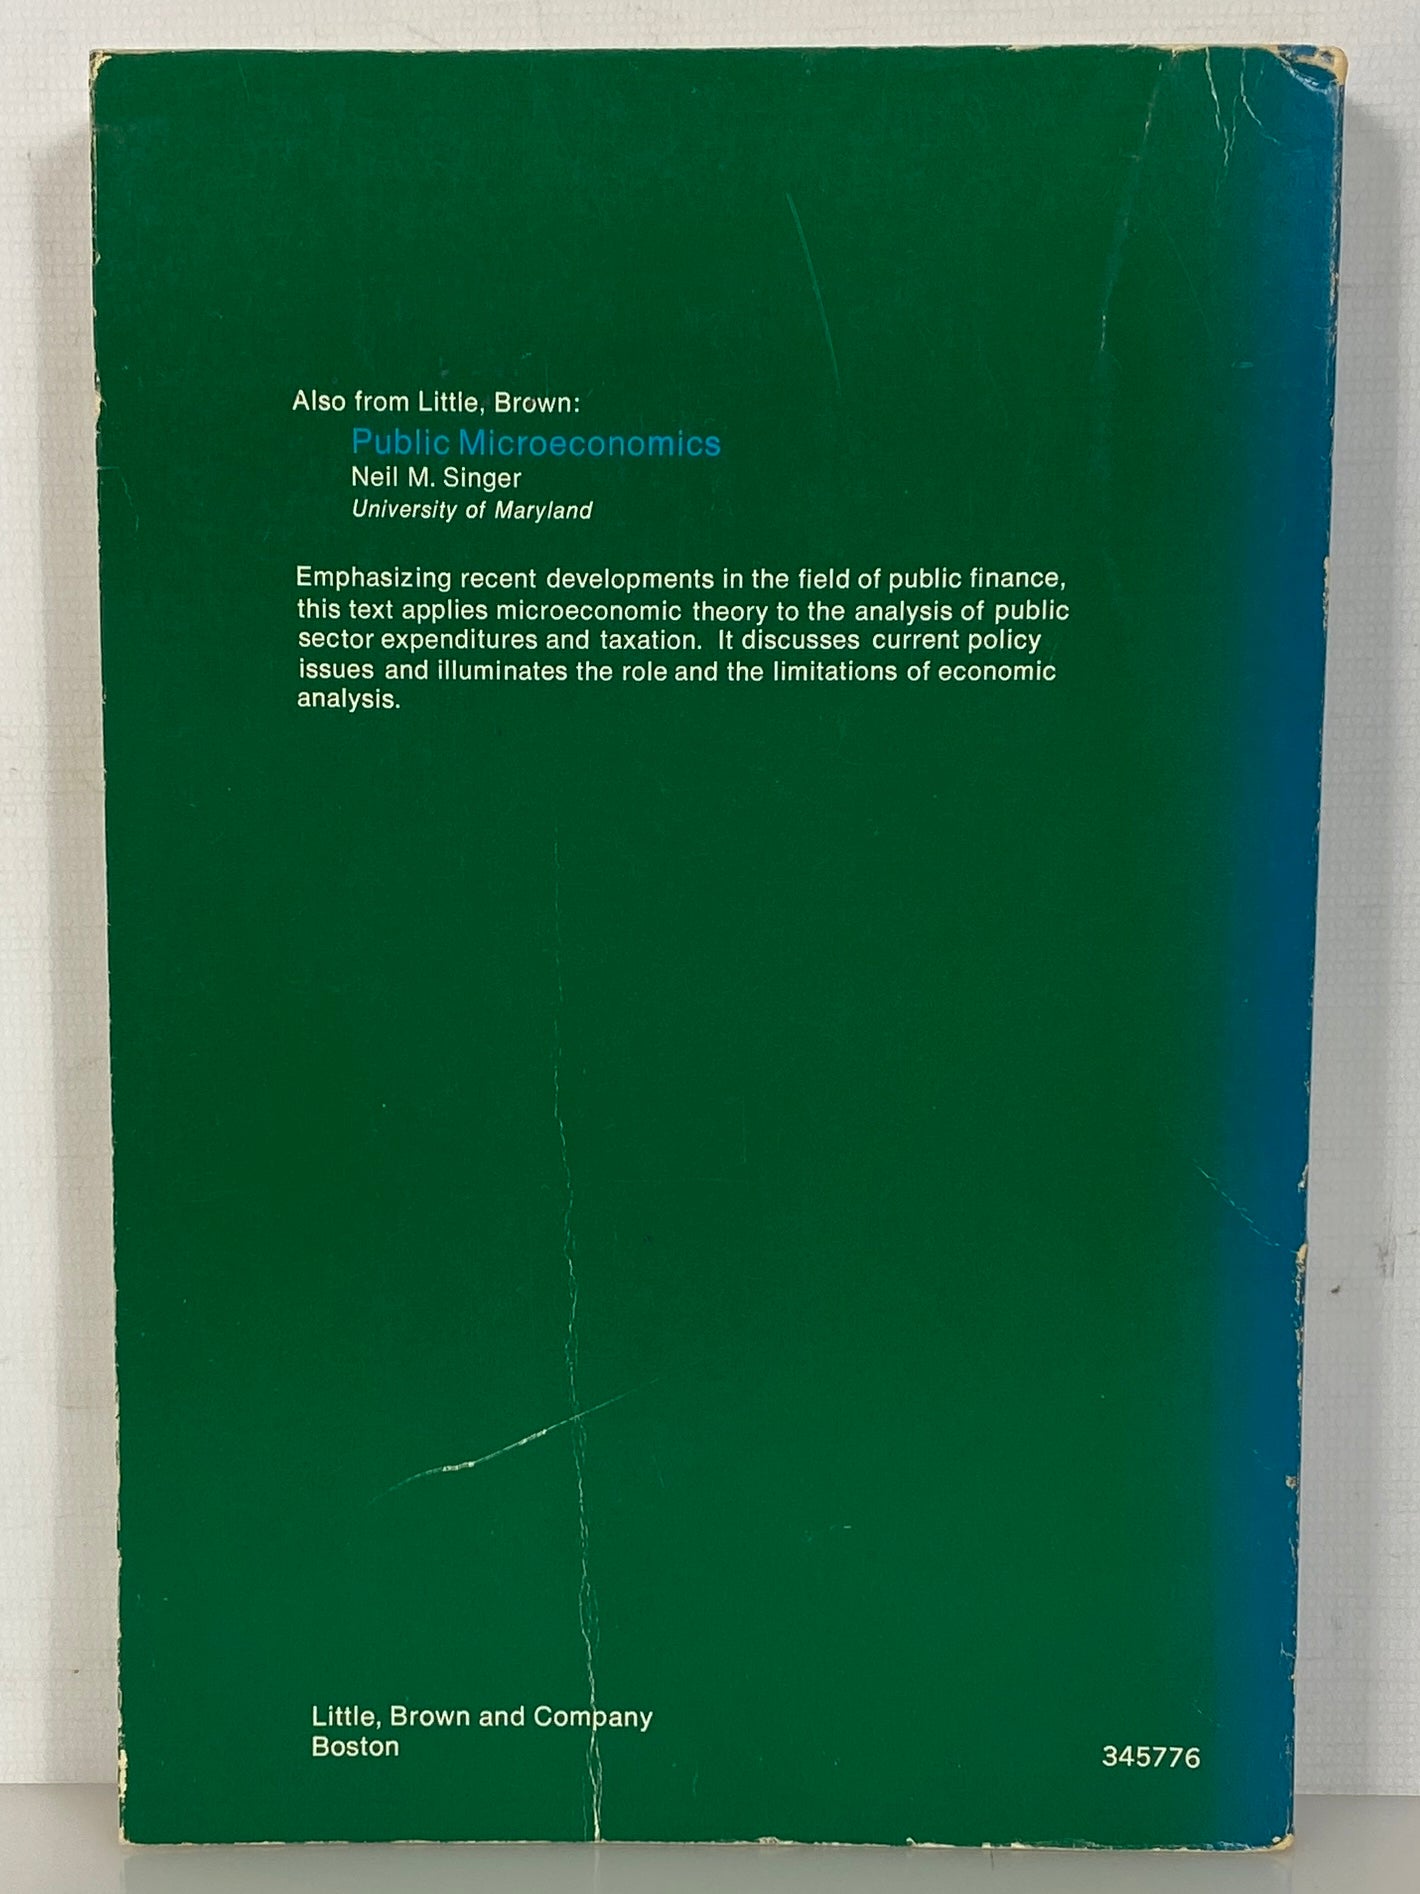 Also from Little, Brown:
Public Microeconomics
Neil M. Singer
University of Maryland
Emphasizing recent developments in the field of public finance,
this text applies microeconomic theory to the analysis of public
sector expenditures and taxation. It discusses current policy
issues and illuminates the role and the limitations of economic
analysis.
Little, Brown and Company
Boston
345776